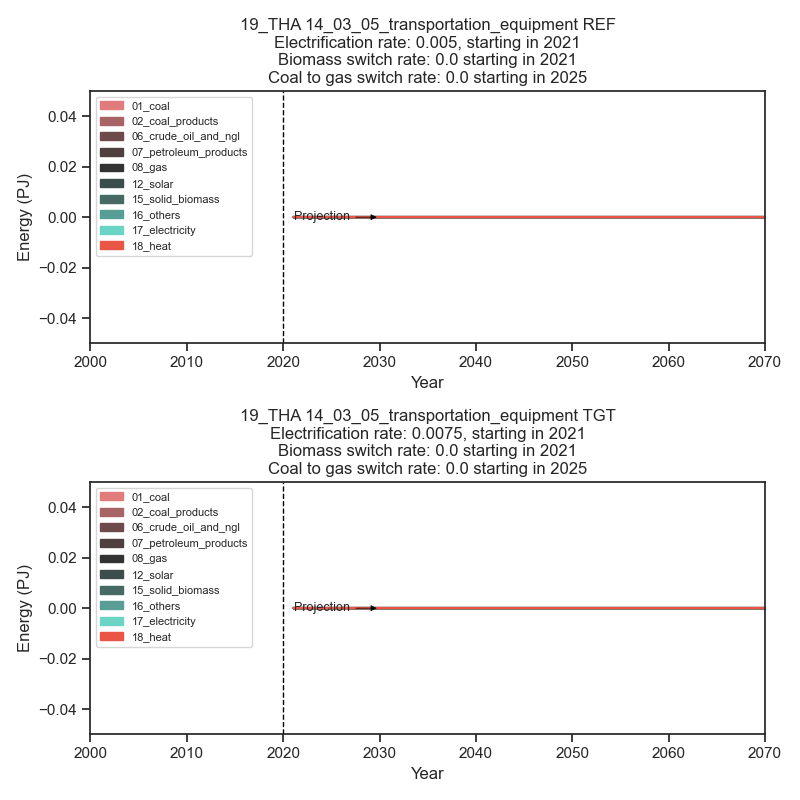 19_THA 14_03_05_transportation_equipment REF
Electrification rate: 0.005, starting in 2021
Biomass switch rate: 0.0 starting in 2021
Coal to gas switch rate: 0.0 starting in 2025
0.04
0.02
0.00
−0.02
−0.04
Energy (PJ)
01_coal
02_coal_products
06_crude_oil_and_ngl
07_petroleum_products
08_gas
12_solar
15_solid_biomass
16_others
17_electricity
18_heat
Projection
2000 2010 2020 2030 2040 2050 2060 2070
Year
19_THA 14_03_05_transportation_equipment TGT
Electrification rate: 0.0075, starting in 2021
Biomass switch rate: 0.0 starting in 2021
Coal to gas switch rate: 0.0 starting in 2025
0.04
0.02
0.00
−0.02
−0.04
Energy (PJ)
01_coal
02_coal_products
06_crude_oil_and_ngl
07_petroleum_products
08_gas
12_solar
15_solid_biomass
16_others
17_electricity
18_heat
Projection
2000 2010 2020 2030 2040 2050 2060 2070
Year